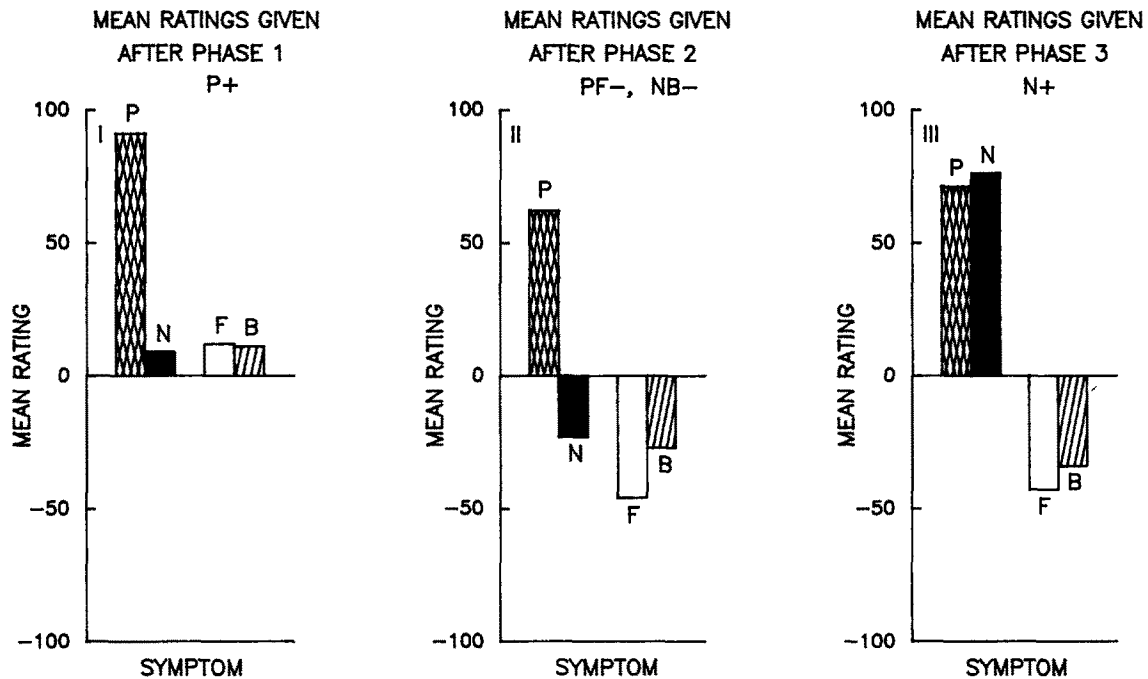 MEAN RATINGS GIVEN
AFTER PHASE 1
P+
100
50
0
−50
−100
MEAN RATING
I
P
N
F
B
SYMPTOM
MEAN RATINGS GIVEN
AFTER PHASE 2
PF−, NB−
100
50
0
−50
−100
MEAN RATING
II
P
N
F
B
SYMPTOM
MEAN RATINGS GIVEN
AFTER PHASE 3
N+
100
50
0
−50
−100
MEAN RATING
III
P
N
F
B
SYMPTOM